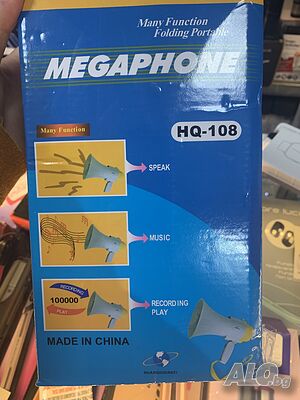 Many Function
Folding Portable
MEGAPHONE
Many Function
HQ-108
SPEAK
MUSIC
RECORDING
100000
PLAY
RECORDING
PLAY
MADE IN CHINA
ALO.bg